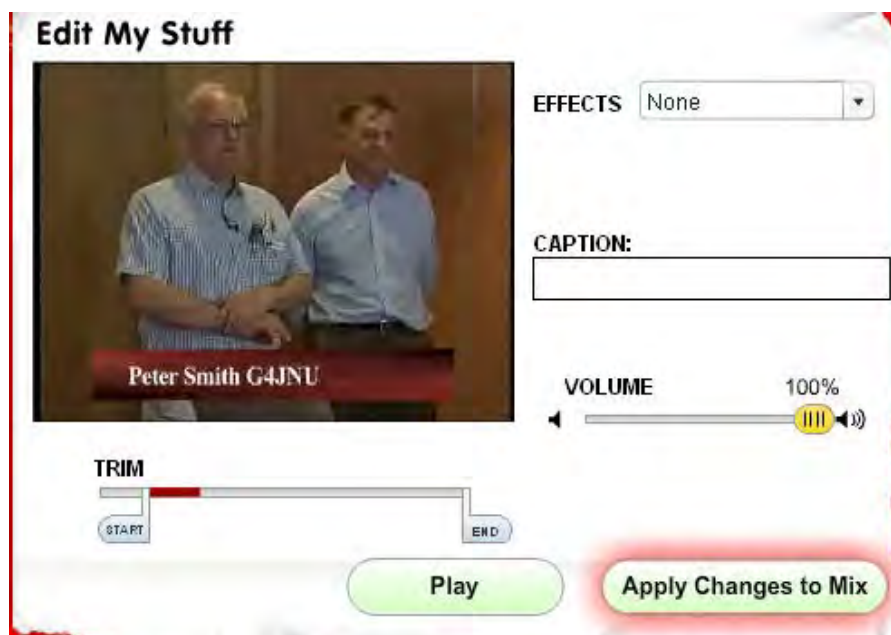 Edit My Stuff
EFFECTS None
CAPTION:
Peter Smith G4JNU
VOLUME 100%
TRIM
START
END
Play
Apply Changes to Mix